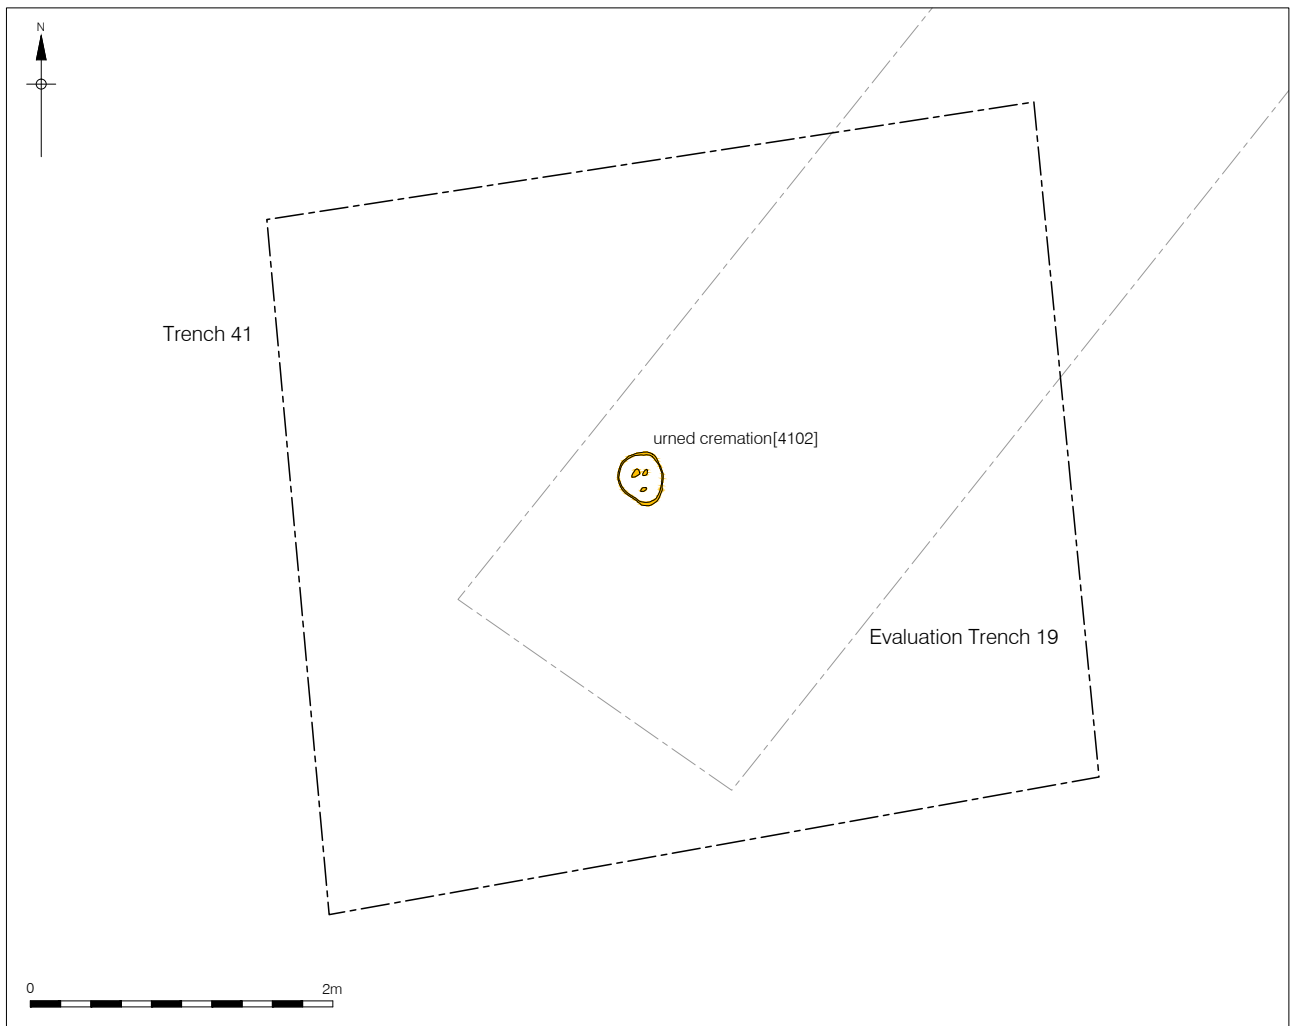 N
Trench 41
urned cremation[4102]
Evaluation Trench 19
0 2m